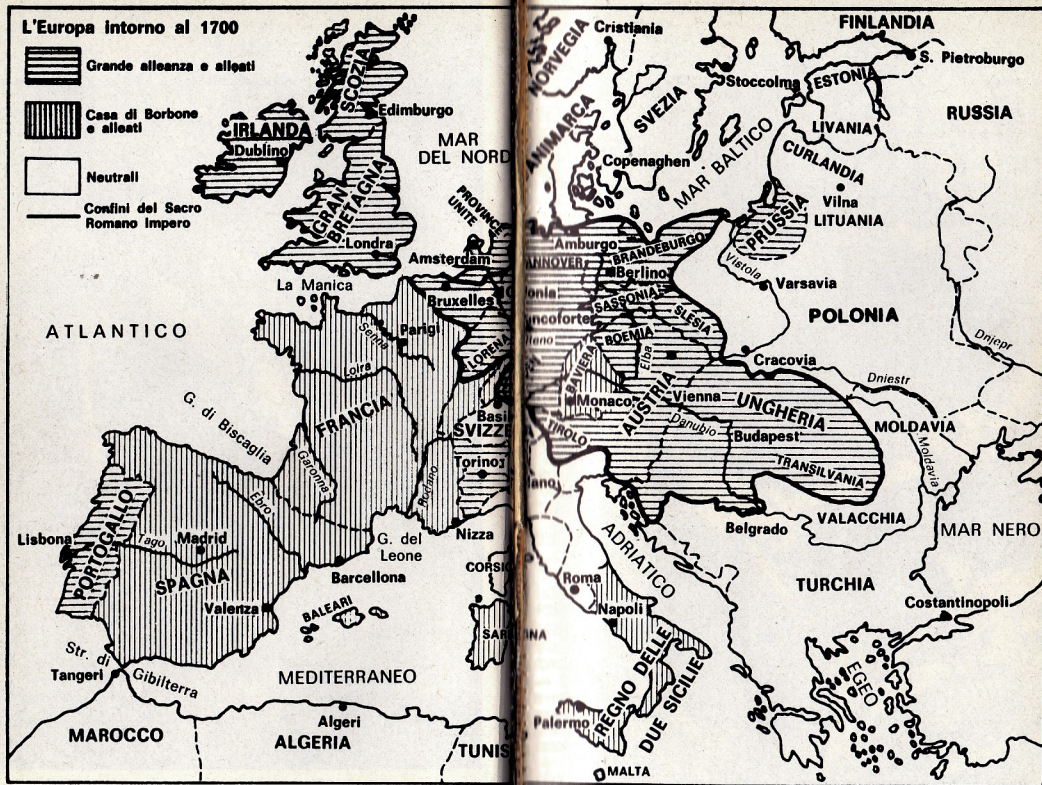 L'Europa intorno al 1700
Grande alleanza e alleati
Casa di Borbone
e alleati
Neutrali
Confini del Sacro
Romano Impero
SCOZIA
Edimburgo
IRLANDA
Dublino
GRAN
BRETAGNA
Londra
MAR
DEL NORD
PROVINCE
UNITE
Amsterdam
La Manica
Bruxelles
ATLANTICO
Senna
Parigi
LORENA
Loira
FRANCIA
G. di
Biscaglia
Garonna
Rodano
SVIZZE
Torino
Nizza
G. del
Leone
Ebro
PORTOGALLO
Lisbona
Tago
Madrid
SPAGNA
Barcellona
Valenza
BALEARI
Str. di
Gibilterra
Tangeri
MEDITERRANEO
MAROCCO
Algeri
ALGERIA
TUNIS
NORVEGIA
Cristiania
FINLANDIA
S. Pietroburgo
Stoccolma
ESTONIA
SVEZIA
RUSSIA
LIVANIA
ANIMARCA
Copenaghen
MAR BALTICO
CURLANDIA
Vilna
LITUANIA
PRUSSIA
Amburgo
BRANDEBURGO
ANNOVER
Berlino
Vistola
Varsavia
SASSONIA
SLESIA
POLONIA
BOEMIA
Elba
Cracovia
Dnjepr
Dniestr
BAVIERA
Monaco
AUSTRIA
Vienna
UNGHERIA
Danubio
Budapest
MOLDAVIA
Moldavia
TIROLO
TRANSILVANIA
Belgrado
VALACCHIA
MAR NERO
ADRIATICO
TURCHIA
Roma
Napoli
Costantinopoli
REGNO DELLE
DUE SICILIE
EGEO
Palermo
MALTA